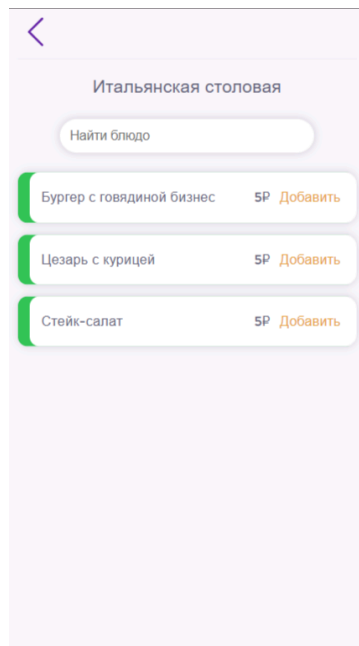 Итальянская столовая
Найти блюдо
Бургер с говядиной бизнес 5₽ Добавить
Цезарь с курицей 5₽ Добавить
Стейк-салат 5₽ Добавить